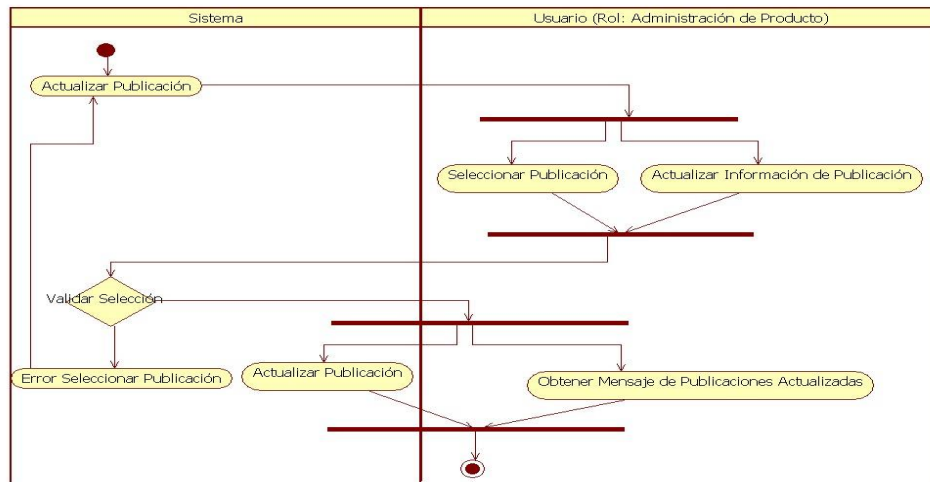 Sistema
Usuario (Rol: Administración de Producto)
Actualizar Publicación
Seleccionar Publicación
Actualizar Información de Publicación
Validar Selección
Error Seleccionar Publicación
Actualizar Publicación
Obtener Mensaje de Publicaciones Actualizadas